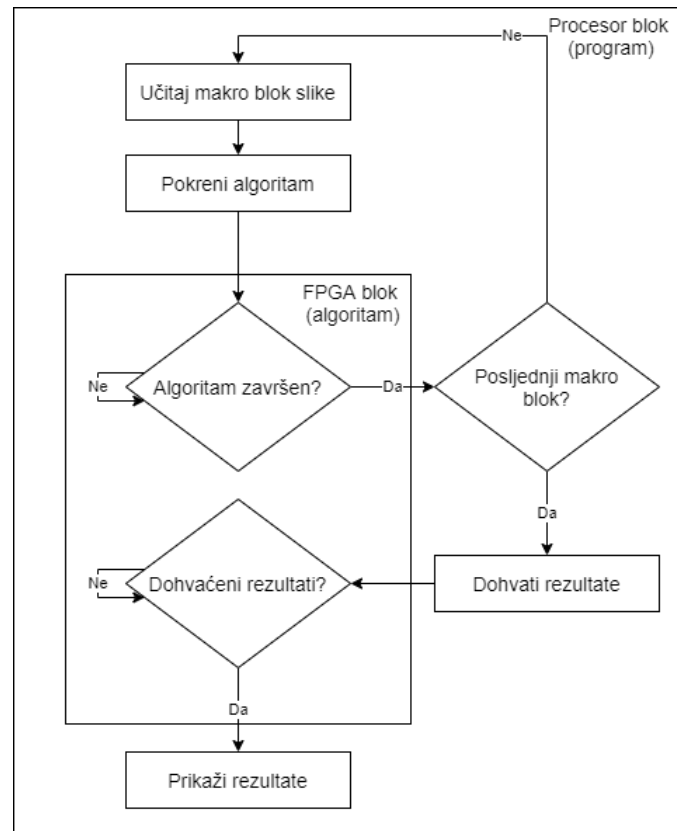 Ne
Procesor blok
(program)
Učitaj makro blok slike
Pokreni algoritam
FPGA blok
(algoritam)
Ne
Algoritam završen?
Da
Posljednji makro
blok?
Da
Ne
Dohvaćeni rezultati?
Dohvati rezultate
Da
Prikaži rezultate